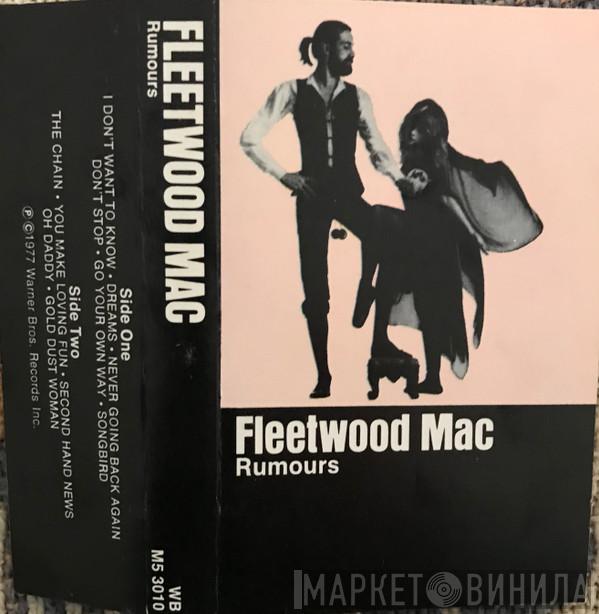 FLEETWOOD MAC
Rumours
WB
M5 3010
Side One
I DON'T WANT TO KNOW • DREAMS • NEVER GOING BACK AGAIN
DON'T STOP • GO YOUR OWN WAY • SONGBIRD
Side Two
THE CHAIN • YOU MAKE LOVING FUN • SECOND HAND NEWS
OH DADDY • GOLD DUST WOMAN
℗ ©1977 Warner Bros. Records Inc.
Fleetwood Mac
Rumours
МАРКЕТ ВИНИЛА